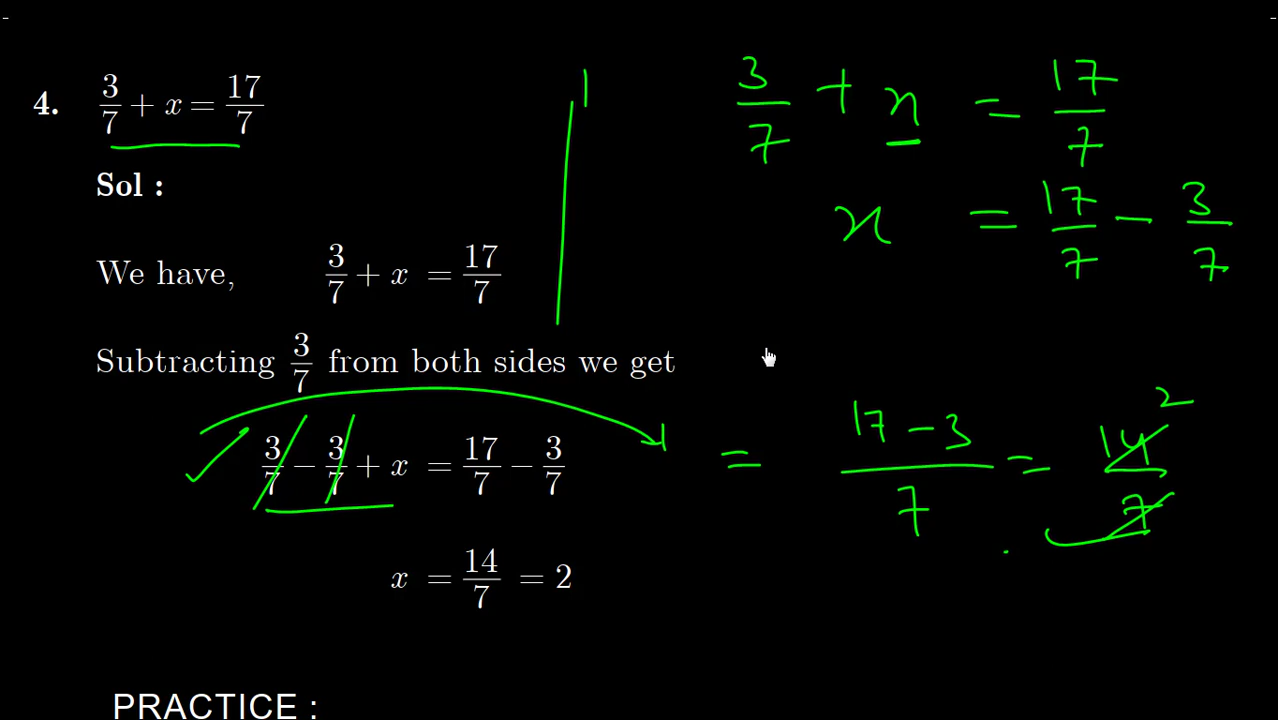 4. 3/7 + x = 17/7
Sol :
We have, 3/7 + x = 17/7
Subtracting 3/7 from both sides we get
3/7 − 3/7 + x = 17/7 − 3/7
x = 14/7 = 2
PRACTICE :
3/7 + x = 17/7
x = 17/7 − 3/7
= 17 − 3/7 = 14/7 2